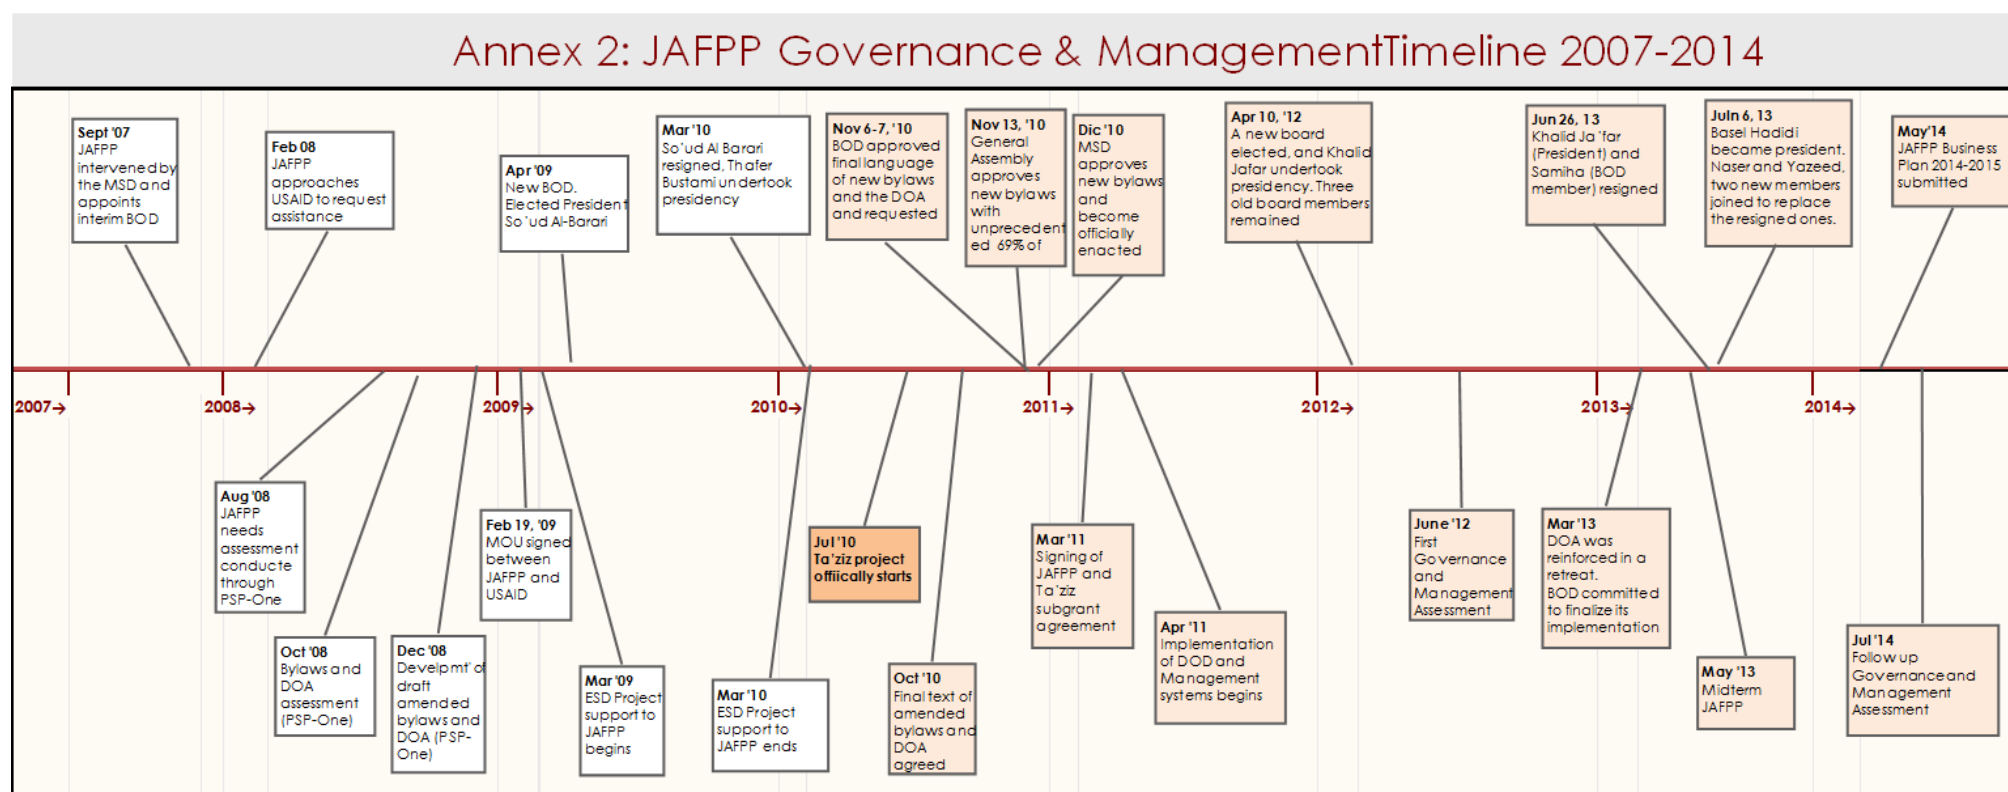 Annex 2: JAFPP Governance & ManagementTimeline 2007-2014
Sept '07
JAFPP
intervened by
the MSD and
appoints
interim BOD
Feb 08
JAFPP
approaches
USAID to request
assistance
Apr '09
New BOD.
Elected President
So'ud Al-Barari
Mar '10
So'ud Al Barari
resigned, Thafer
Bustami undertook
presidency
Nov 6-7, '10
BOD approved
final language
of new bylaws
and the DOA
and requested
Nov 13, '10
General
Assembly
approves
new bylaws
with
unprecedent
ed 69% of
Dic '10
MSD
approves
new bylaws
and
become
officially
enacted
Apr 10, '12
A new board
elected, and Khalid
Jafar undertook
presidency. Three
old board members
remained
Jun 26, 13
Khalid Ja'far
(President) and
Samiha (BOD
member) resigned
Juln 6, 13
Basel Hadidi
became president.
Naser and Yazeed,
two new members
joined to replace
the resigned ones.
May'14
JAFPP Business
Plan 2014-2015
submitted
2007→
2008→
2009→
2010→
2011→
2012→
2013→
2014→
Aug '08
JAFPP
needs
assessment
conducte
through
PSP-One
Oct '08
Bylaws and
DOA
assessment
(PSP-One)
Dec '08
Develpmt' of
draft
amended
bylaws and
DOA (PSP-
One)
Feb 19, '09
MOU signed
between
JAFPP and
USAID
Mar '09
ESD Project
support to
JAFPP
begins
Mar '10
ESD Project
support to
JAFPP ends
Jul '10
Ta'ziz project
offiically starts
Oct '10
Final text of
amended
bylaws and
DOA
agreed
Mar '11
Signing of
JAFPP and
Ta'ziz
subgrant
agreement
Apr '11
Implementation
of DOD and
Management
systems begins
June '12
First
Governance
and
Management
Assessment
Mar '13
DOA was
reinforced in a
retreat.
BOD committed
to finalize its
implementation
May '13
Midterm
JAFPP
Jul '14
Follow up
Governance and
Management
Assessment